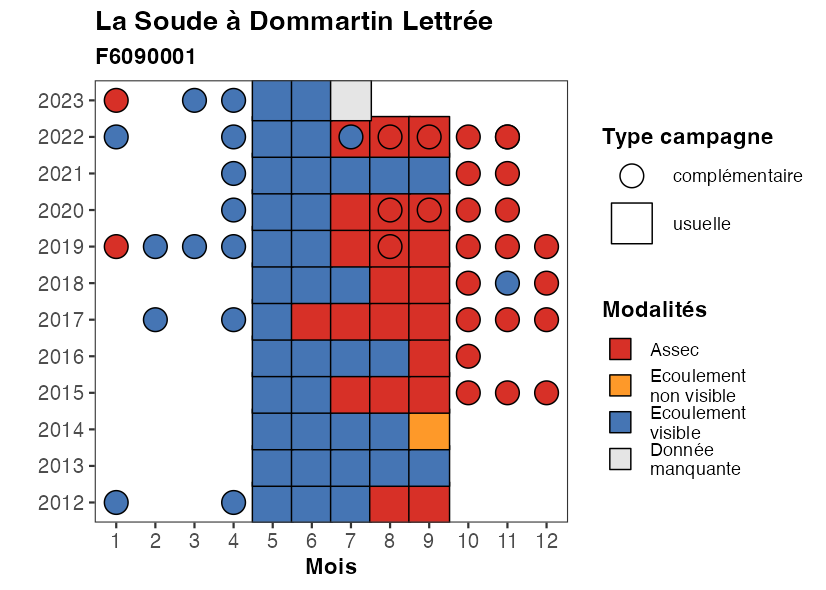 La Soude à Dommartin Lettrée
F6090001
2023
2022
2021
2020
2019
2018
2017
2016
2015
2014
2013
2012
1 2 3 4 5 6 7 8 9 10 11 12
Mois
Type campagne
complémentaire
usuelle
Modalités
Assec
Ecoulement
non visible
Ecoulement
visible
Donnée
manquante